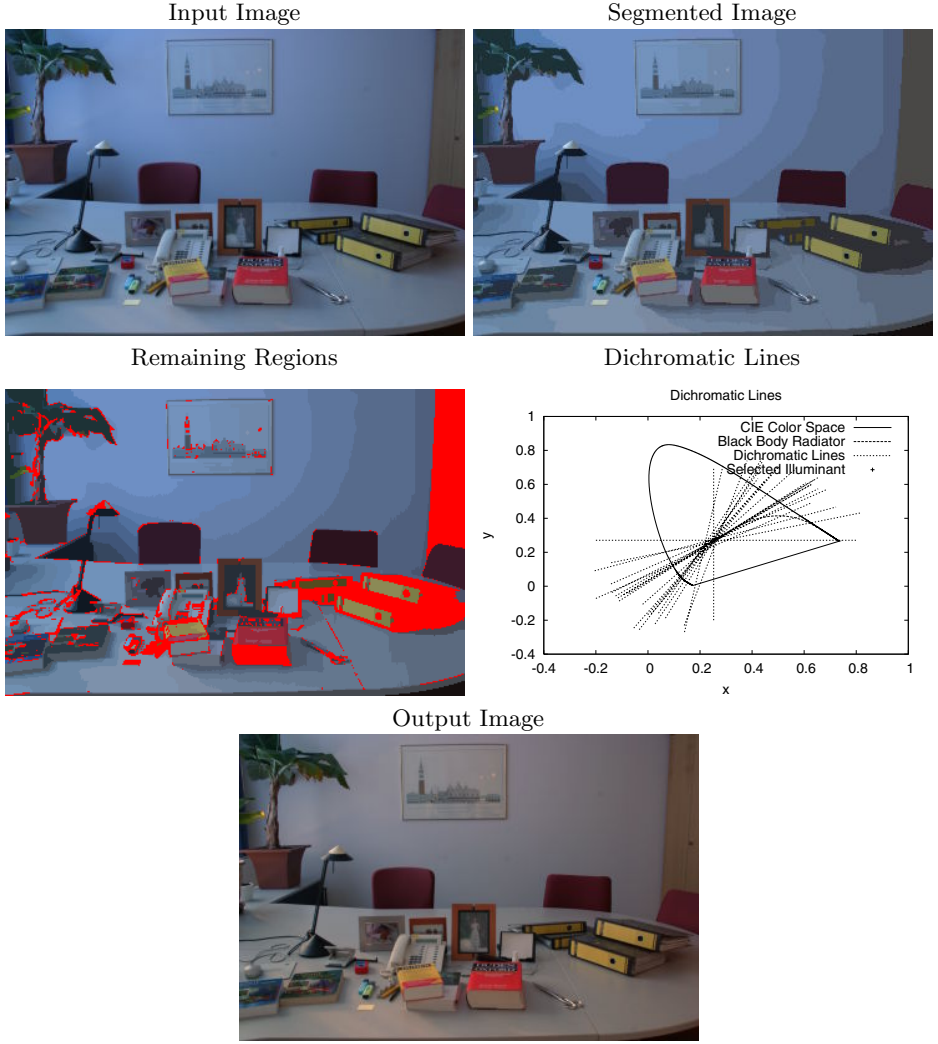 Input Image
Segmented Image
Remaining Regions
Dichromatic Lines
Dichromatic Lines
CIE Color Space
Black Body Radiator
Dichromatic Lines
Selected Illuminant
1
0.8
0.6
0.4
0.2
0
-0.2
-0.4
y
-0.4 -0.2 0 0.2 0.4 0.6 0.8 1
x
Output Image